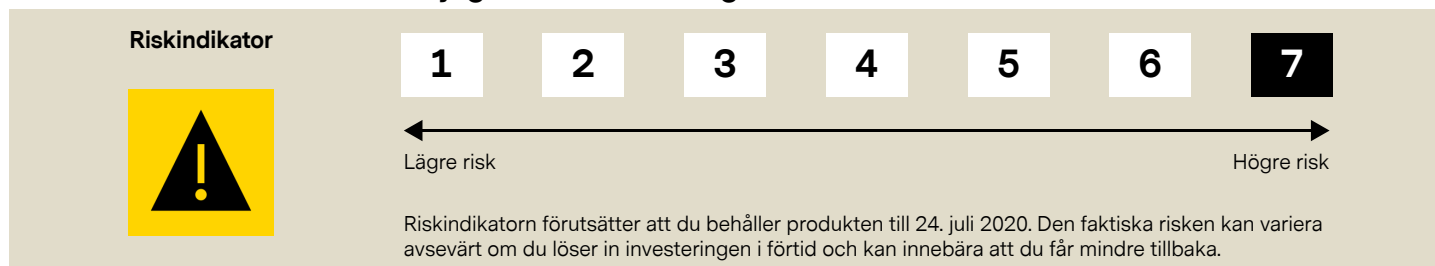 Riskindikator
1 2 3 4 5 6 7
Lägre risk Högre risk
Riskindikatorn förutsätter att du behåller produkten till 24. juli 2020. Den faktiska risken kan variera
avsevärt om du löser in investeringen i förtid och kan innebära att du får mindre tillbaka.